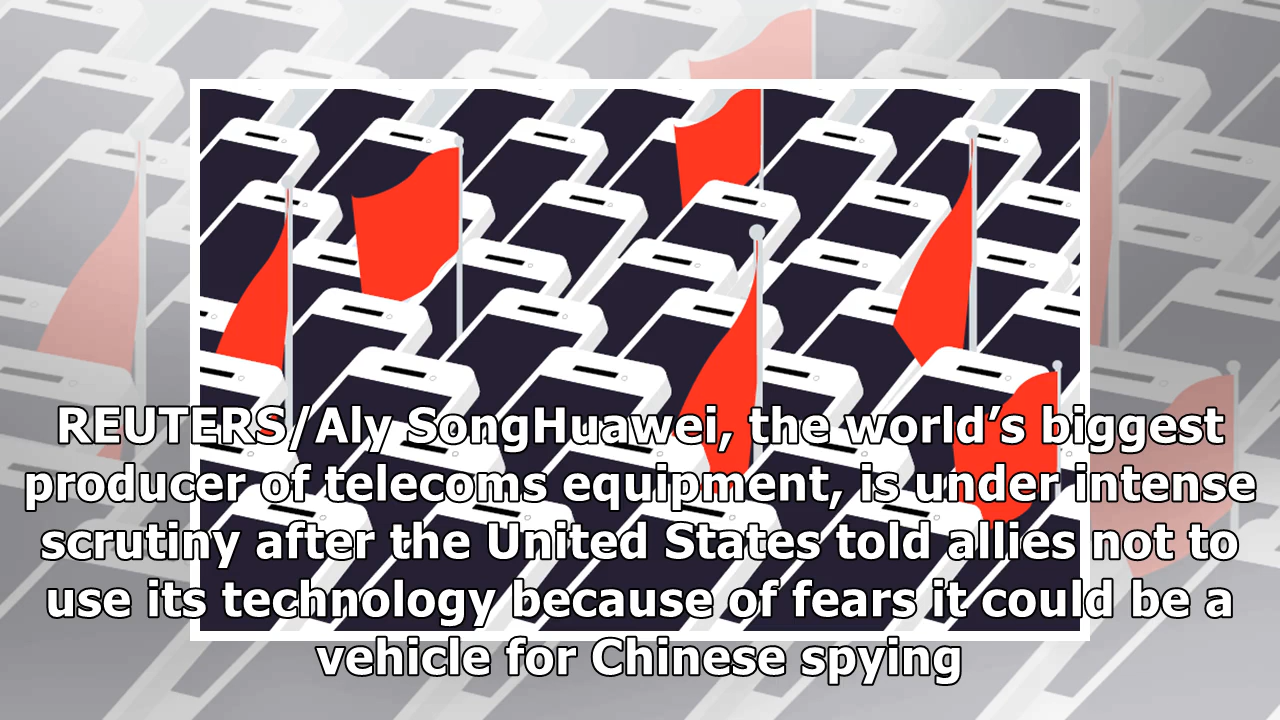 REUTERS/Aly SongHuawei, the world’s biggest
producer of telecoms equipment, is under intense
scrutiny after the United States told allies not to
use its technology because of fears it could be a
vehicle for Chinese spying